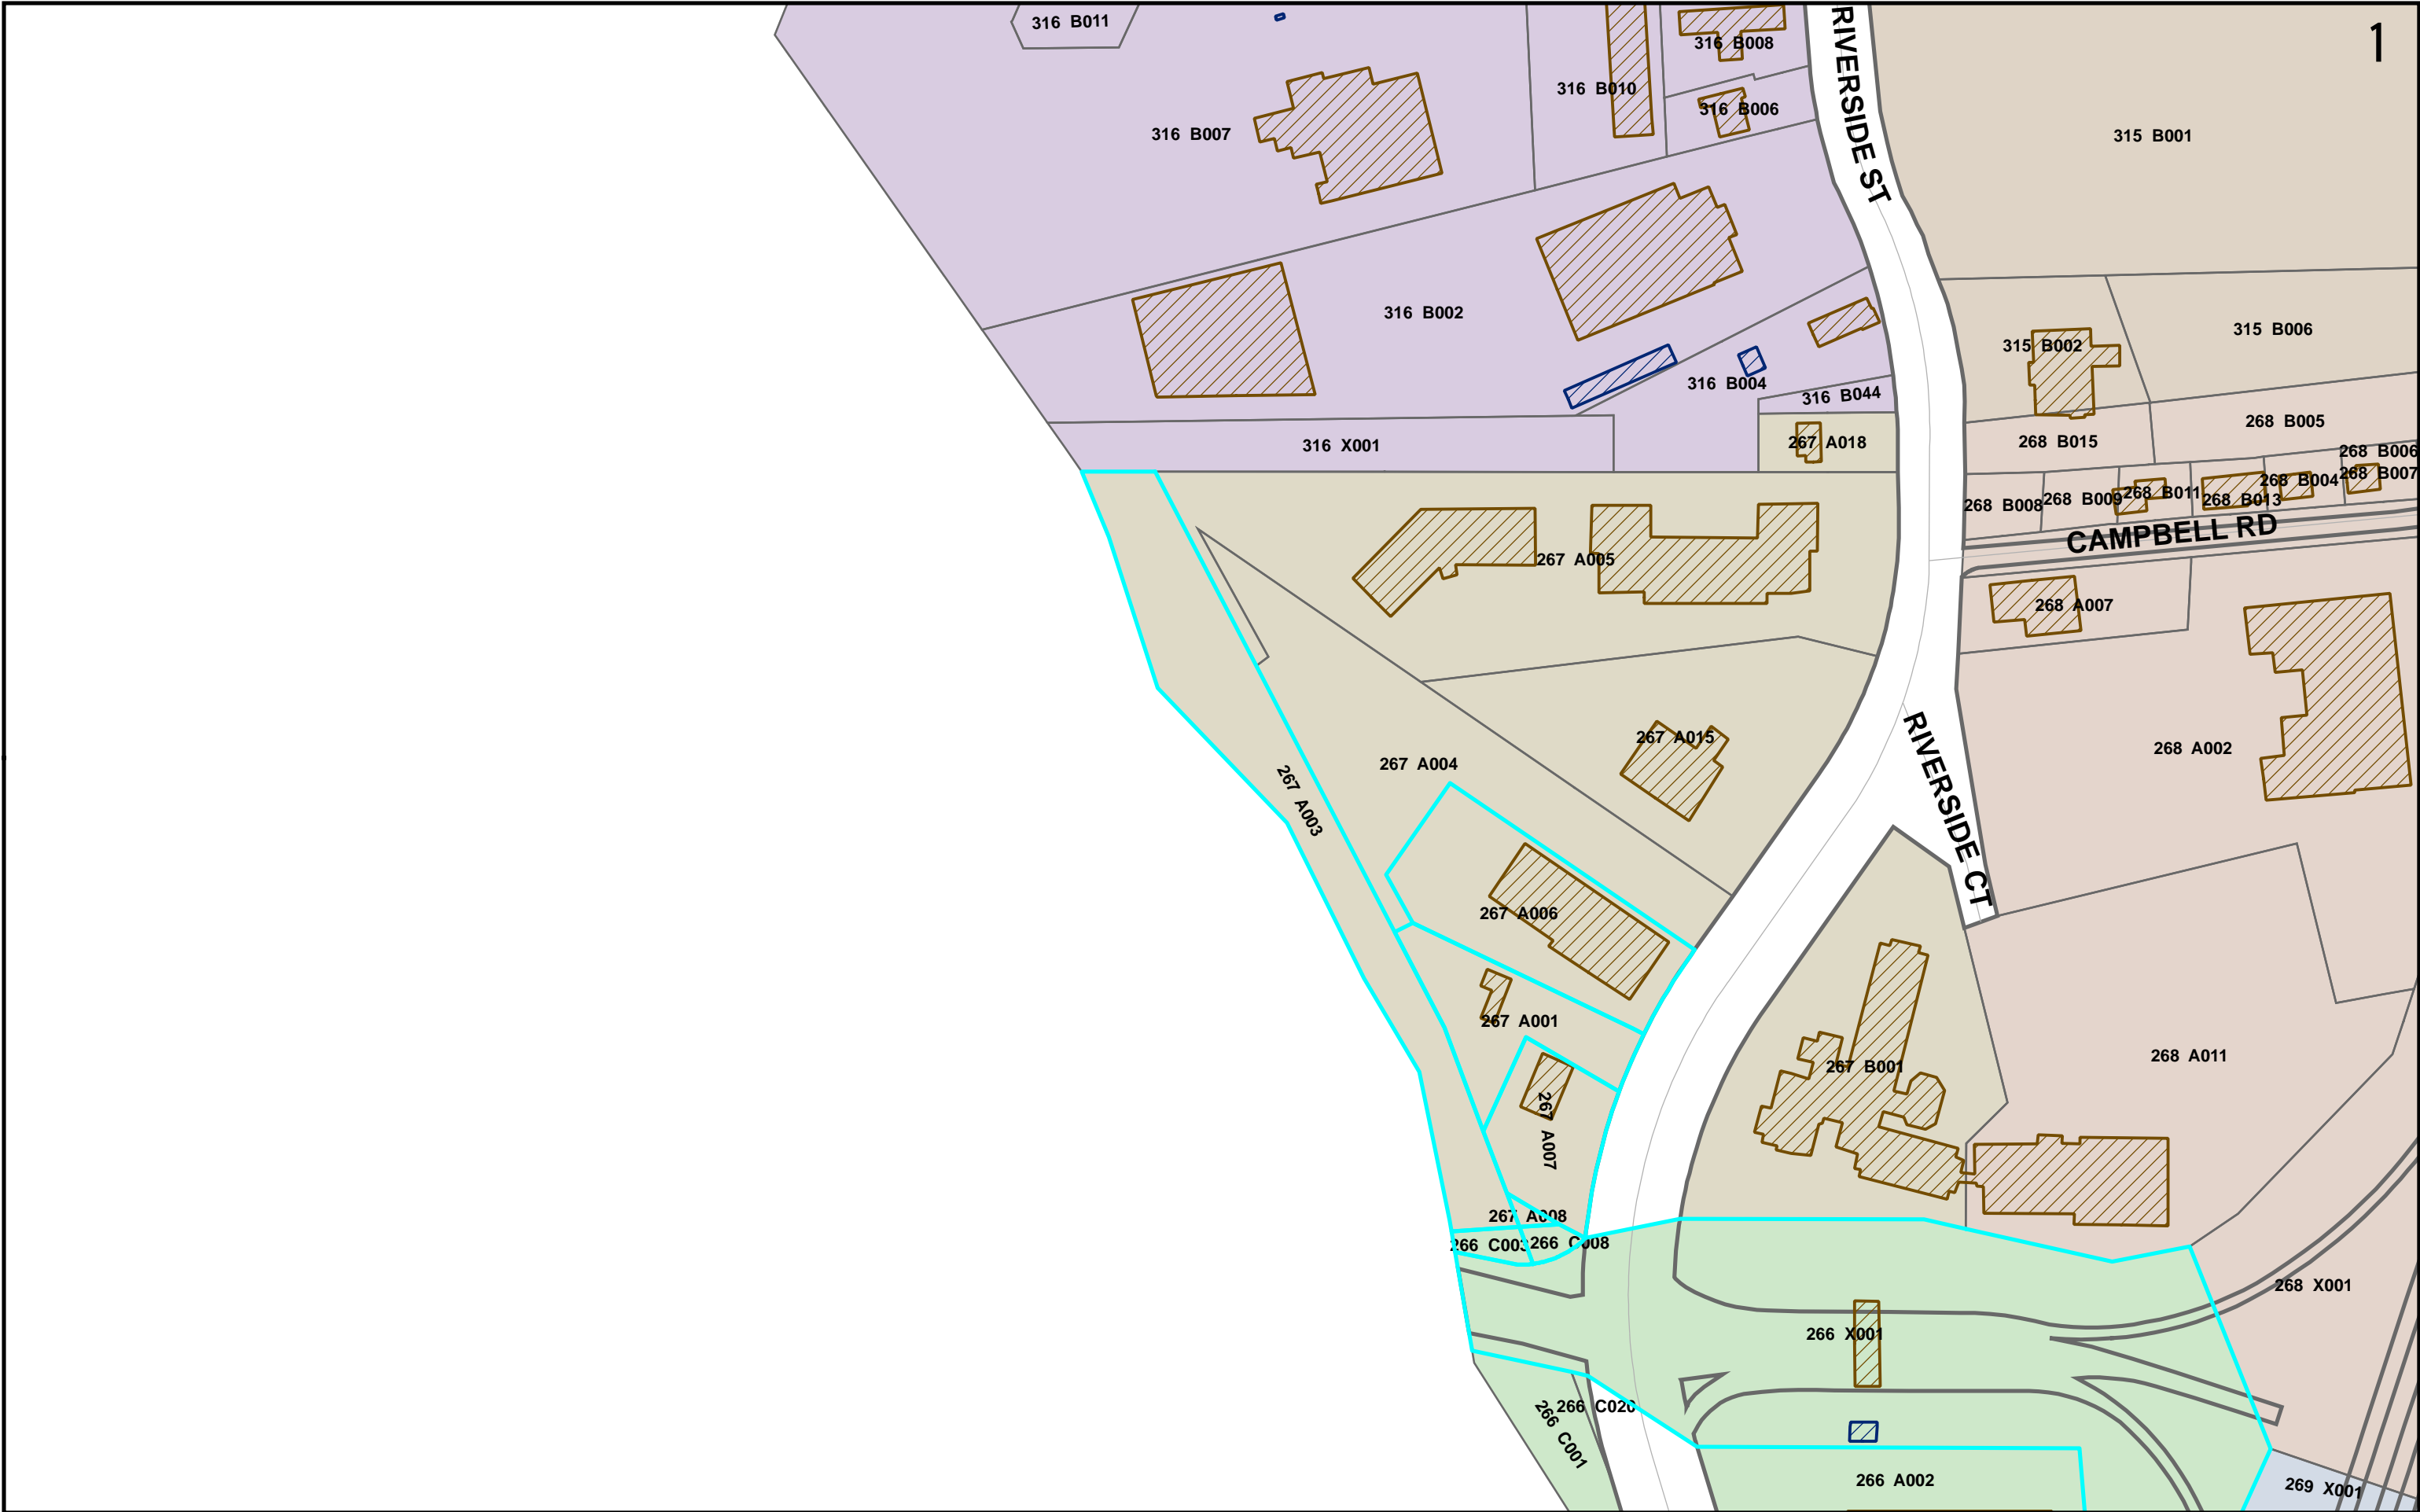 1
316 B011
316 B008
316 B010
316 B006
316 B007
RIVERSIDE ST
315 B001
316 B002
315 B006
315 B002
316 B004
316 B044
268 B005
316 X001
267 A018
268 B015
268 B006
268 B007
268 B004
268 B008
268 B009
268 B011
268 B013
CAMPBELL RD
267 A005
268 A007
267 A015
268 A002
267 A004
267 A003
RIVERSIDE CT
267 A006
267 A001
268 A011
267 B001
267 A007
267 A008
266 C003
266 C008
268 X001
266 X001
266 C020
266 C001
266 A002
269 X001